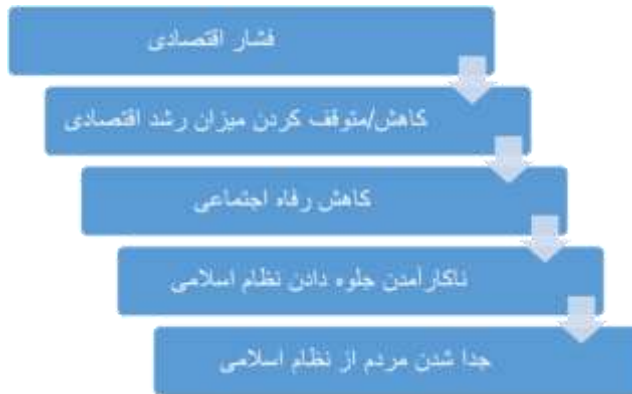 فشار اقتصادی
کاهش/متوقف کردن میزان رشد اقتصادی
کاهش رفاه اجتماعی
ناکارآمدن جلوه دادن نظام اسلامی
جدا شدن مردم از نظام اسلامی